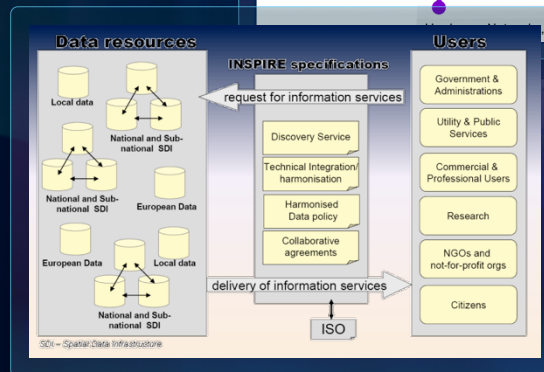 Data resources
INSPIRE specifications
Users
Local data
National and Sub-
national SDI
National and Sub-
national SDI
European Data
European Data
Local data
National and Sub-
national SDI
SDI – Spatial Data Infrastructure
request for information services
Discovery Service
Technical Integration/
harmonisation
Harmonised
Data policy
Collaborative
agreements
delivery of information services
ISO
Government &
Administrations
Utility & Public
Services
Commercial &
Professional Users
Research
NGOs and
not-for-profit orgs
Citizens